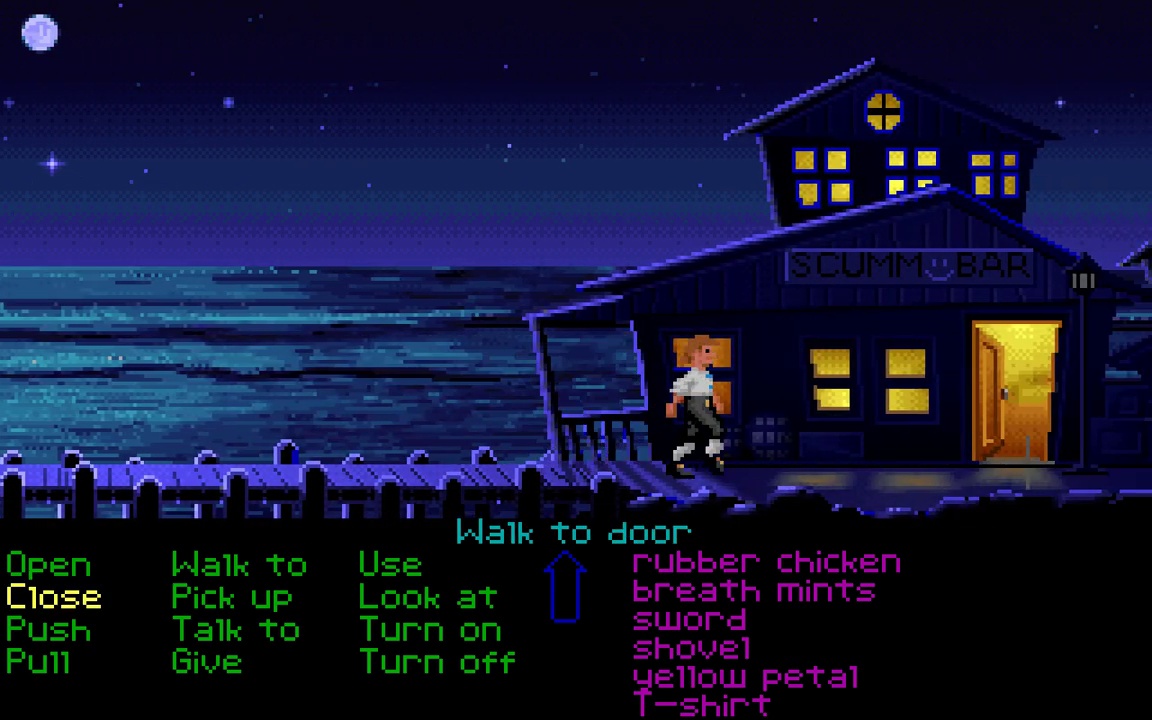 SCUMM BAR
Walk to door
Open
Close
Push
Pull
Walk to
Pick up
Talk to
Give
Use
Look at
Turn on
Turn off
rubber chicken
breath mints
sword
shovel
yellow petal
T-shirt